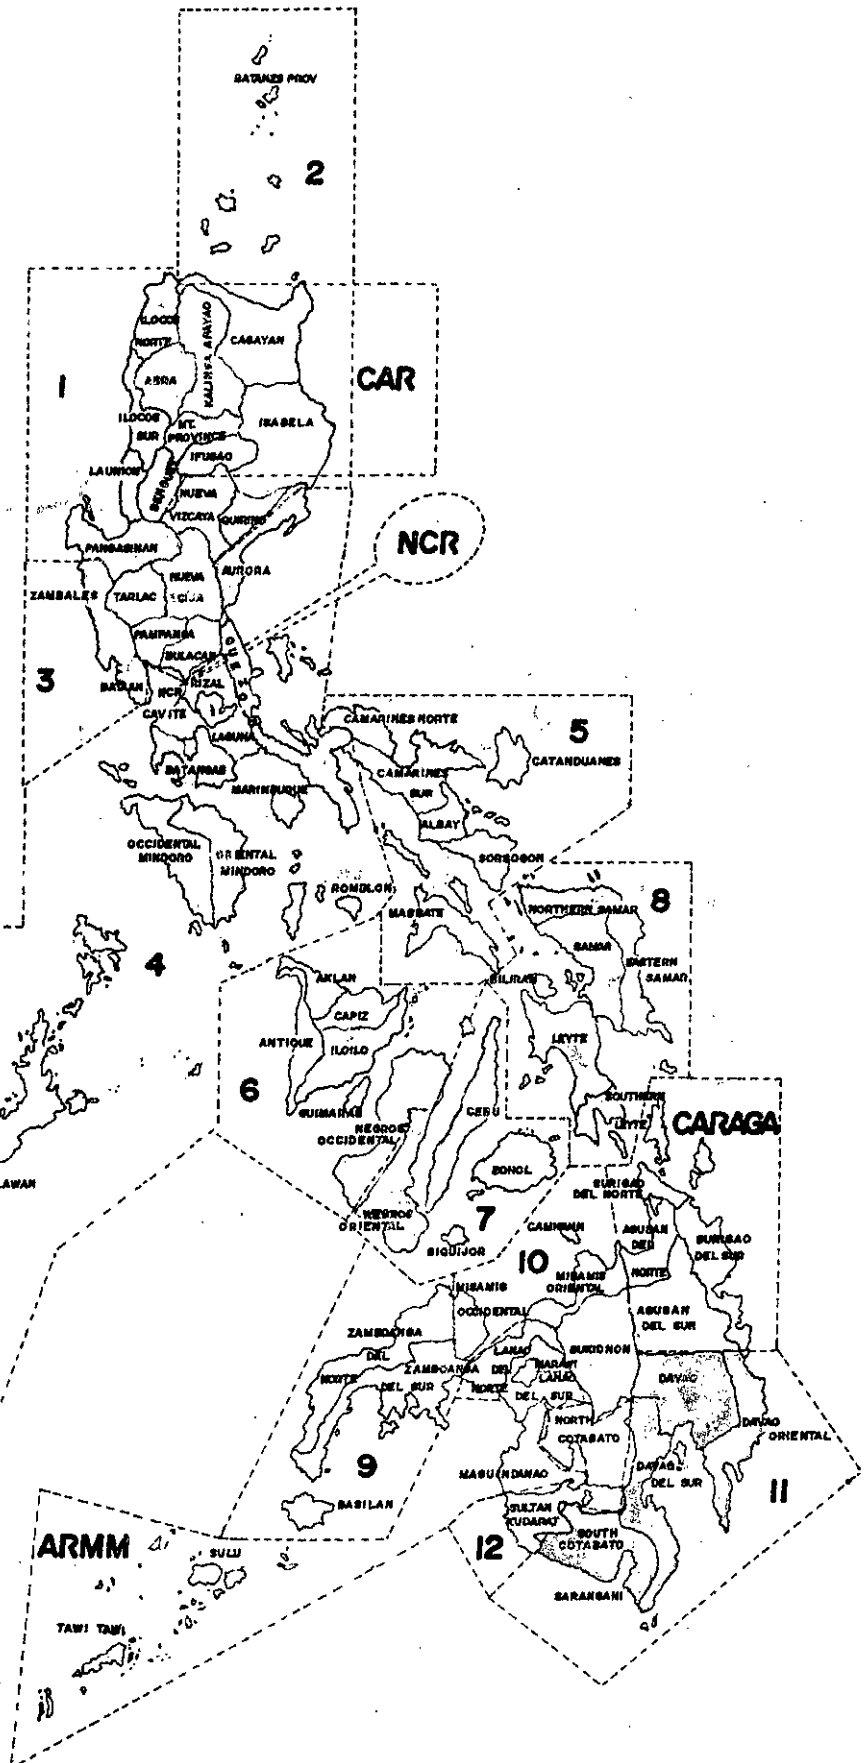 BATANES PROV
2
ILOCOS
NORTE
KALINGA APAYAO
CAGAYAN
ABRA
CAR
1
ILOCOS
SUR
MT.
PROVINCE
ISABELA
IFUGAO
LA UNION
BENGUET
NUEVA
VIZCAYA
QUIRINO
NCR
PANGASINAN
AURORA
ZAMBALES
TARLAC
NUEVA
ECIJA
PAMPANGA
BULACAN
QUEZON
3
BATAAN
NCR
RIZAL
CAVITE
LAGUNA
BATANGAS
MARINDUQUE
CAMARINES NORTE
5
CATANDUANES
CAMARINES
SUR
ALBAY
SORSOGON
OCCIDENTAL
MINDORO
ORIENTAL
MINDORO
ROMBLON
MASBATE
NORTHERN SAMAR
8
SAMAR
EASTERN
SAMAR
4
BILIRAN
AKLAN
CAPIZ
ANTIQUE
ILOILO
LEYTE
6
GUIMARAS
NEGROS
OCCIDENTAL
CEBU
SOUTHERN
LEYTE
CARAGA
AWAN
BOHOL
SURIGAO
DEL NORTE
NEGROS
ORIENTAL
7
SIQUIJOR
CAMIGUIN
AGUSAN
DEL
NORTE
SURIGAO
DEL SUR
10
MISAMIS
ORIENTAL
MISAMIS
OCCIDENTAL
AGUSAN
DEL SUR
ZAMBOANGA
DEL
NORTE
ZAMBOANGA
DEL SUR
LANAO
DEL
NORTE
MARAWI
LANAO
DEL SUR
BUKIDNON
DAVAO
NORTH
COTABATO
DAVAO
ORIENTAL
MAGUINDANAO
DAVAO
DEL SUR
9
11
BASILAN
SULTAN
KUDARAT
SOUTH
COTABATO
12
SARANGANI
ARMM
SULU
TAWI TAWI